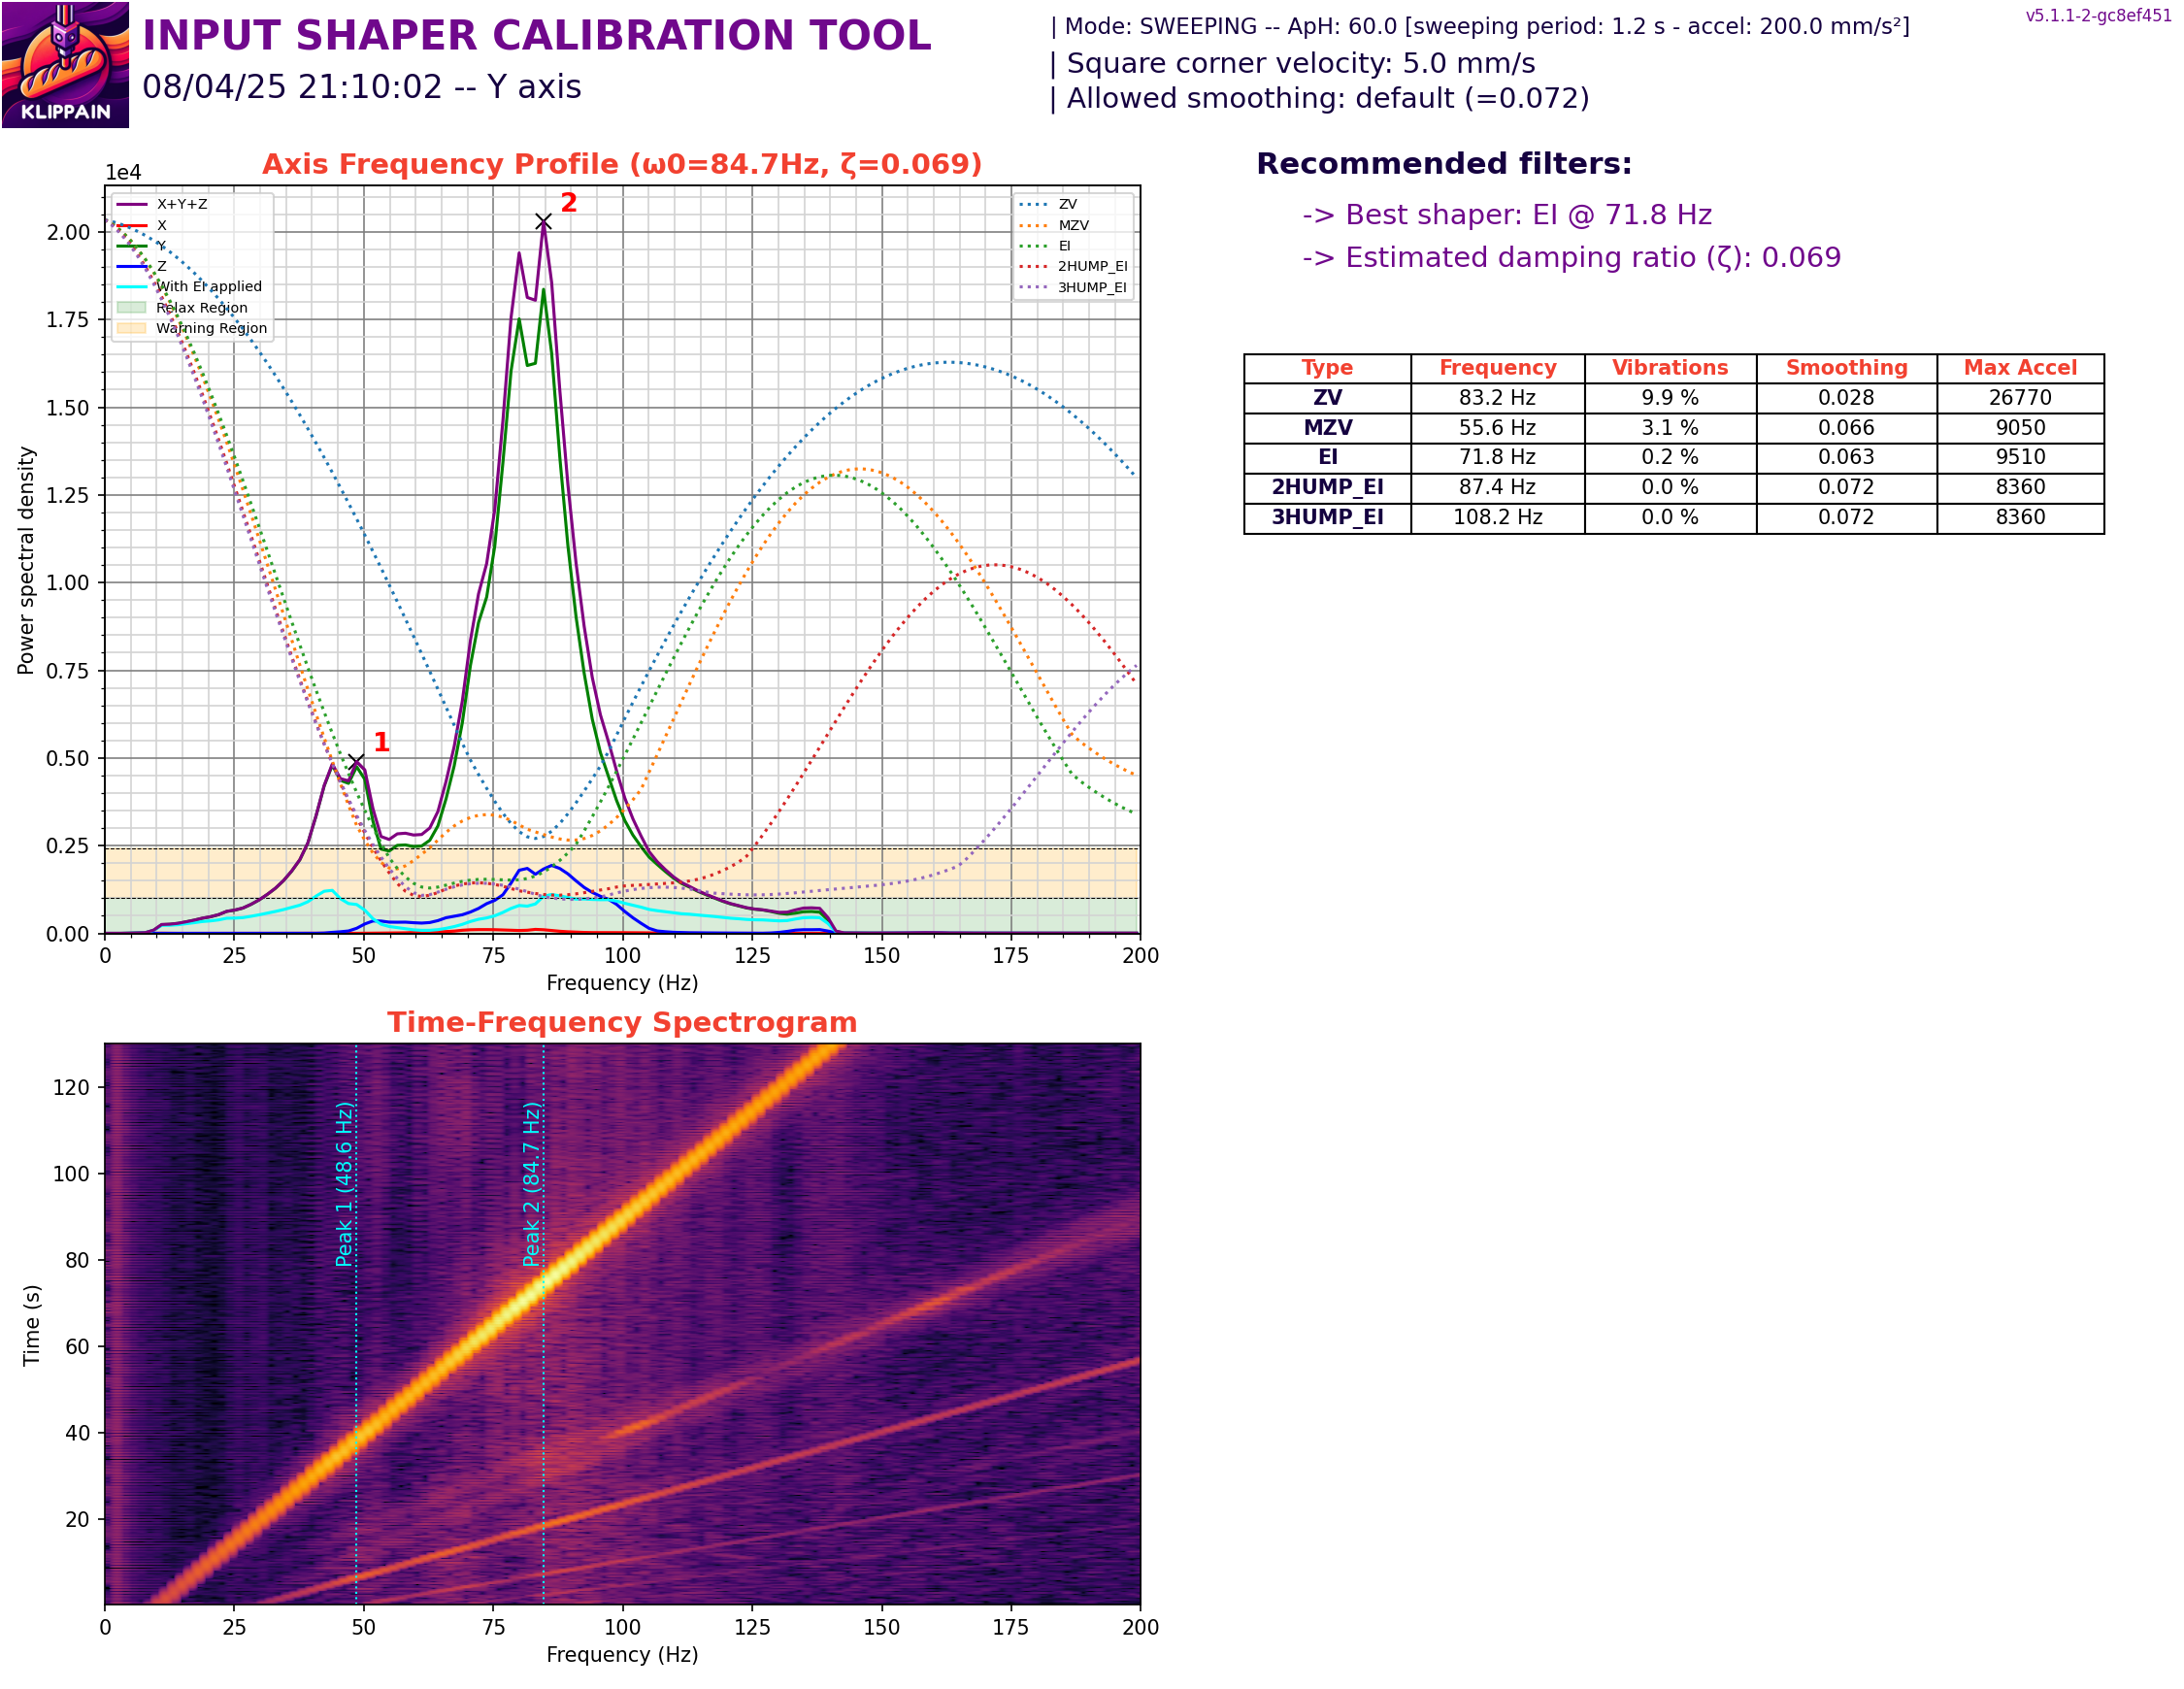 KLIPPAIN
INPUT SHAPER CALIBRATION TOOL
08/04/25 21:10:02 -- Y axis
| Mode: SWEEPING -- ApH: 60.0 [sweeping period: 1.2 s - accel: 200.0 mm/s²]
| Square corner velocity: 5.0 mm/s
| Allowed smoothing: default (=0.072)
v5.1.1-2-gc8ef451
Axis Frequency Profile (ω0=84.7Hz, ζ=0.069)
1e4
X+Y+Z
X
Y
Z
With EI applied
Relax Region
Warning Region
ZV
MZV
EI
2HUMP_EI
3HUMP_EI
2
1
2.00
1.75
1.50
1.25
1.00
0.75
0.50
0.25
0.00
Power spectral density
0 25 50 75 100 125 150 175 200
Frequency (Hz)
Recommended filters:
-> Best shaper: EI @ 71.8 Hz
-> Estimated damping ratio (ζ): 0.069
Type Frequency Vibrations Smoothing Max Accel
ZV 83.2 Hz 9.9 % 0.028 26770
MZV 55.6 Hz 3.1 % 0.066 9050
EI 71.8 Hz 0.2 % 0.063 9510
2HUMP_EI 87.4 Hz 0.0 % 0.072 8360
3HUMP_EI 108.2 Hz 0.0 % 0.072 8360
Time-Frequency Spectrogram
120
100
80
60
40
20
Time (s)
Peak 1 (48.6 Hz)
Peak 2 (84.7 Hz)
0 25 50 75 100 125 150 175 200
Frequency (Hz)